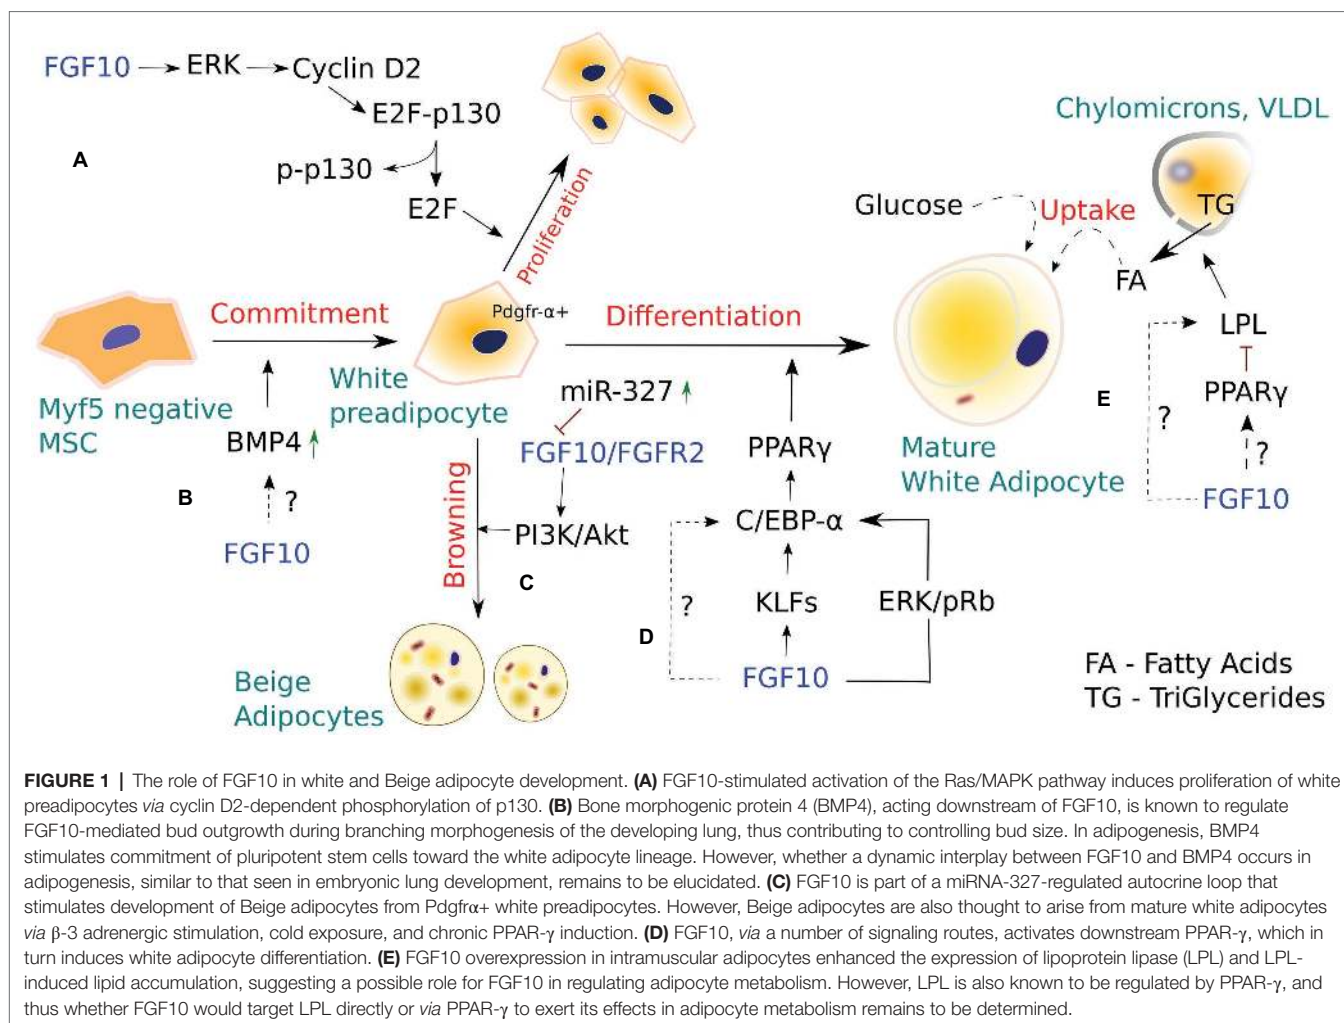 FGF10 → ERK → Cyclin D2
E2F-p130
A
p-p130
E2F
Proliferation
Chylomicrons, VLDL
Glucose
Uptake
TG
FA
Commitment
Pdgfr-α+
Differentiation
LPL
Myf5 negative
MSC
White
preadipocyte
miR-327
E
PPARγ
?
?
BMP4
FGF10/FGFR2
PPARγ
Mature
White Adipocyte
B
?
FGF10
FGF10
Browning
PI3K/Akt
C/EBP-α
C
?
KLFs
ERK/pRb
D
FGF10
Beige
Adipocytes
FA - Fatty Acids
TG - TriGlycerides
FIGURE 1 | The role of FGF10 in white and Beige adipocyte development. (A) FGF10-stimulated activation of the Ras/MAPK pathway induces proliferation of white
preadipocytes via cyclin D2-dependent phosphorylation of p130. (B) Bone morphogenic protein 4 (BMP4), acting downstream of FGF10, is known to regulate
FGF10-mediated bud outgrowth during branching morphogenesis of the developing lung, thus contributing to controlling bud size. In adipogenesis, BMP4
stimulates commitment of pluripotent stem cells toward the white adipocyte lineage. However, whether a dynamic interplay between FGF10 and BMP4 occurs in
adipogenesis, similar to that seen in embryonic lung development, remains to be elucidated. (C) FGF10 is part of a miRNA-327-regulated autocrine loop that
stimulates development of Beige adipocytes from Pdgfrα+ white preadipocytes. However, Beige adipocytes are also thought to arise from mature white adipocytes
via β-3 adrenergic stimulation, cold exposure, and chronic PPAR-γ induction. (D) FGF10, via a number of signaling routes, activates downstream PPAR-γ, which in
turn induces white adipocyte differentiation. (E) FGF10 overexpression in intramuscular adipocytes enhanced the expression of lipoprotein lipase (LPL) and LPL-
induced lipid accumulation, suggesting a possible role for FGF10 in regulating adipocyte metabolism. However, LPL is also known to be regulated by PPAR-γ, and
thus whether FGF10 would target LPL directly or via PPAR-γ to exert its effects in adipocyte metabolism remains to be determined.